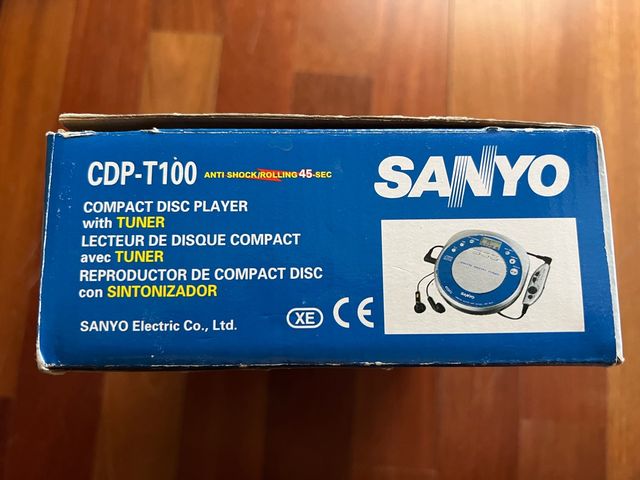 CDP-T100 ANTI SHOCK/ROLLING 45-SEC
SANYO
COMPACT DISC PLAYER
with TUNER
LECTEUR DE DISQUE COMPACT
avec TUNER
REPRODUCTOR DE COMPACT DISC
con SINTONIZADOR
SANYO Electric Co., Ltd.
XE CE
SANYO